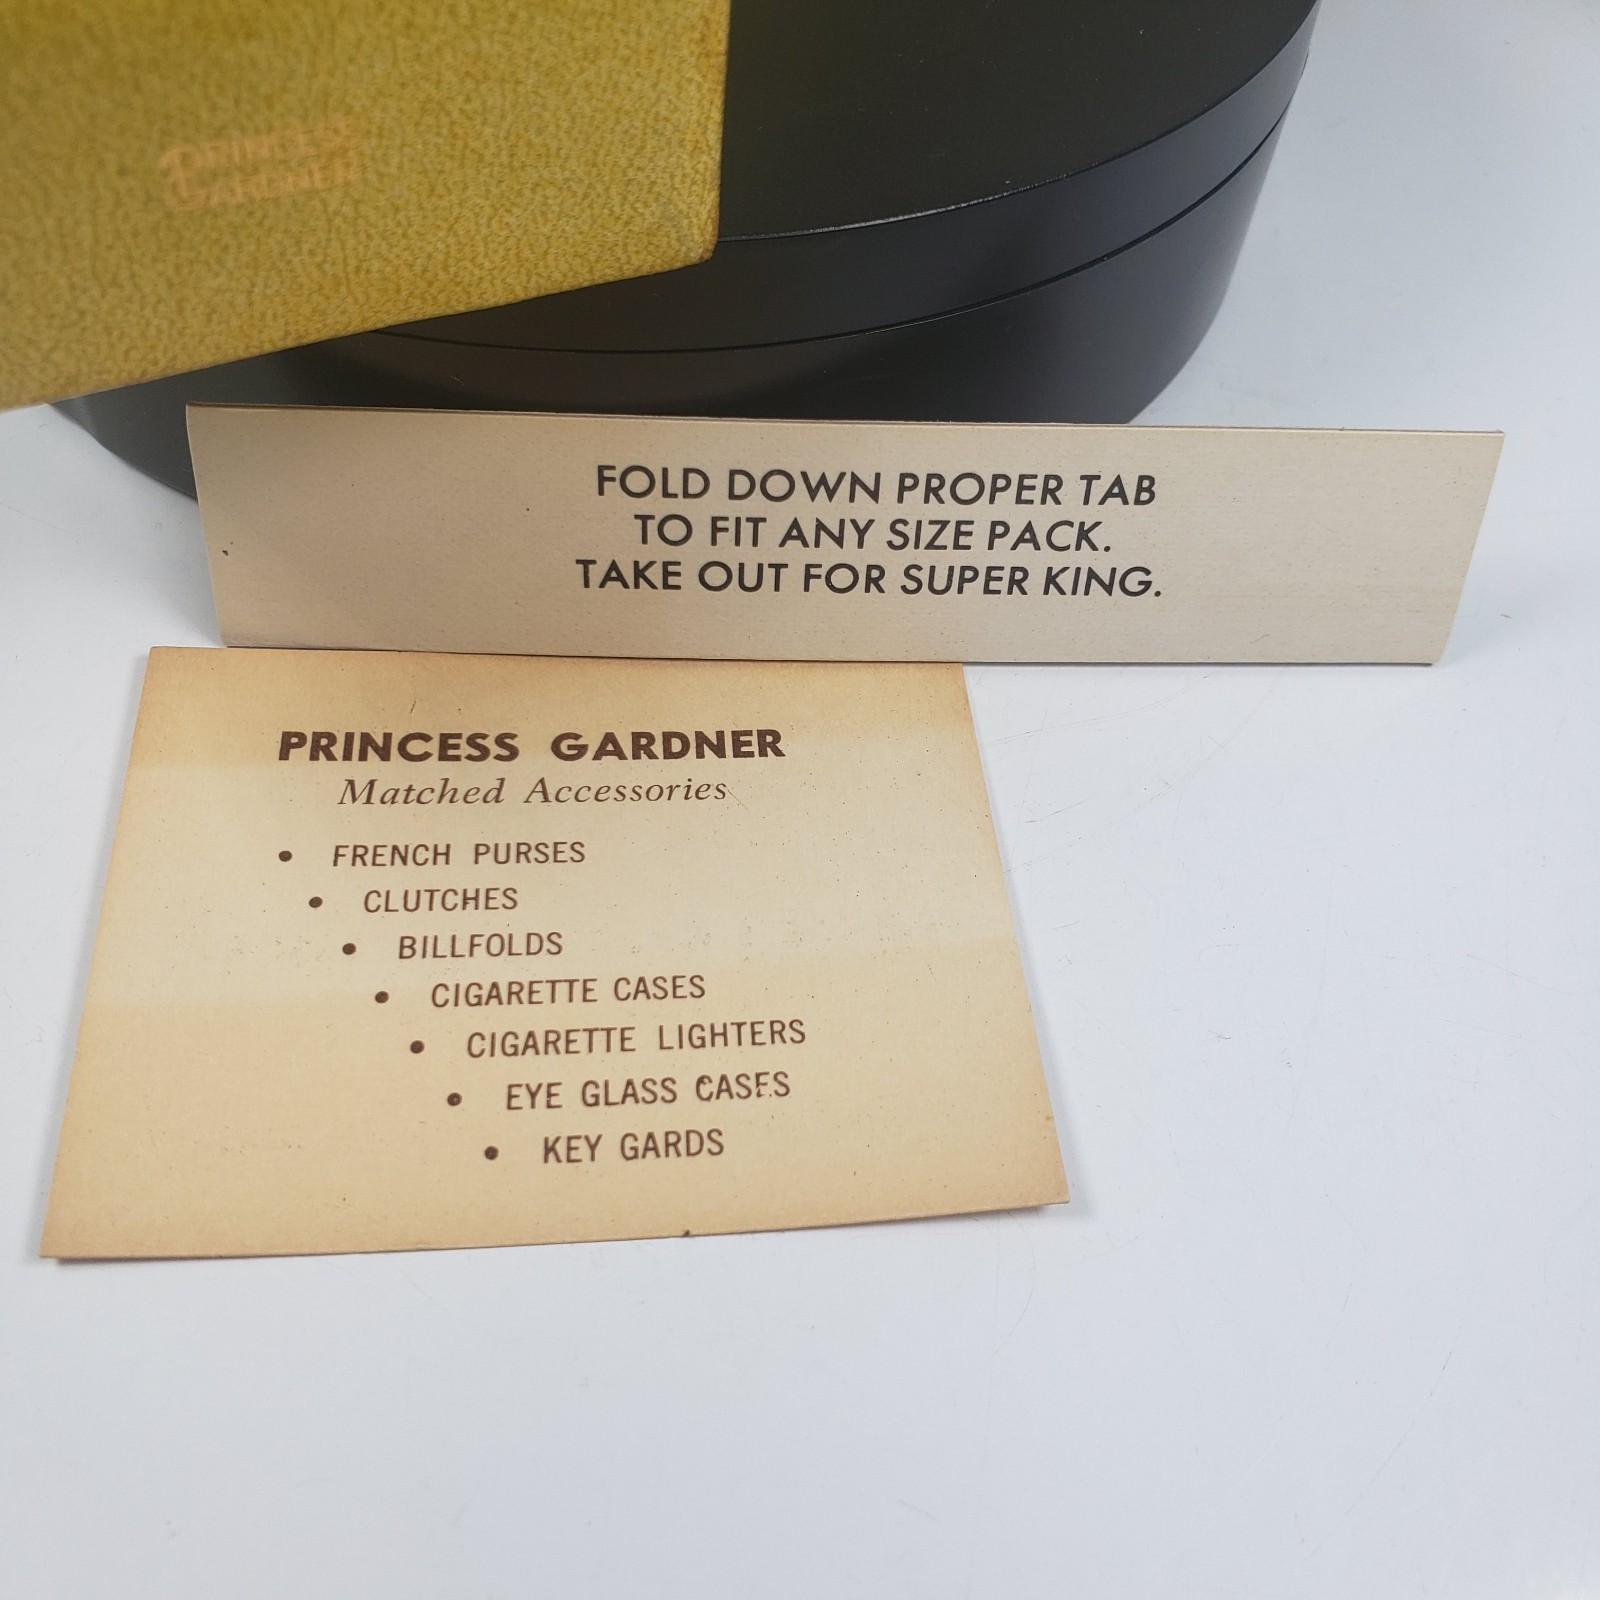 PRINCESS
GARDNER
FOLD DOWN PROPER TAB
TO FIT ANY SIZE PACK.
TAKE OUT FOR SUPER KING.
PRINCESS GARDNER
Matched Accessories
• FRENCH PURSES
• CLUTCHES
• BILLFOLDS
• CIGARETTE CASES
• CIGARETTE LIGHTERS
• EYE GLASS CASES
• KEY GARDS